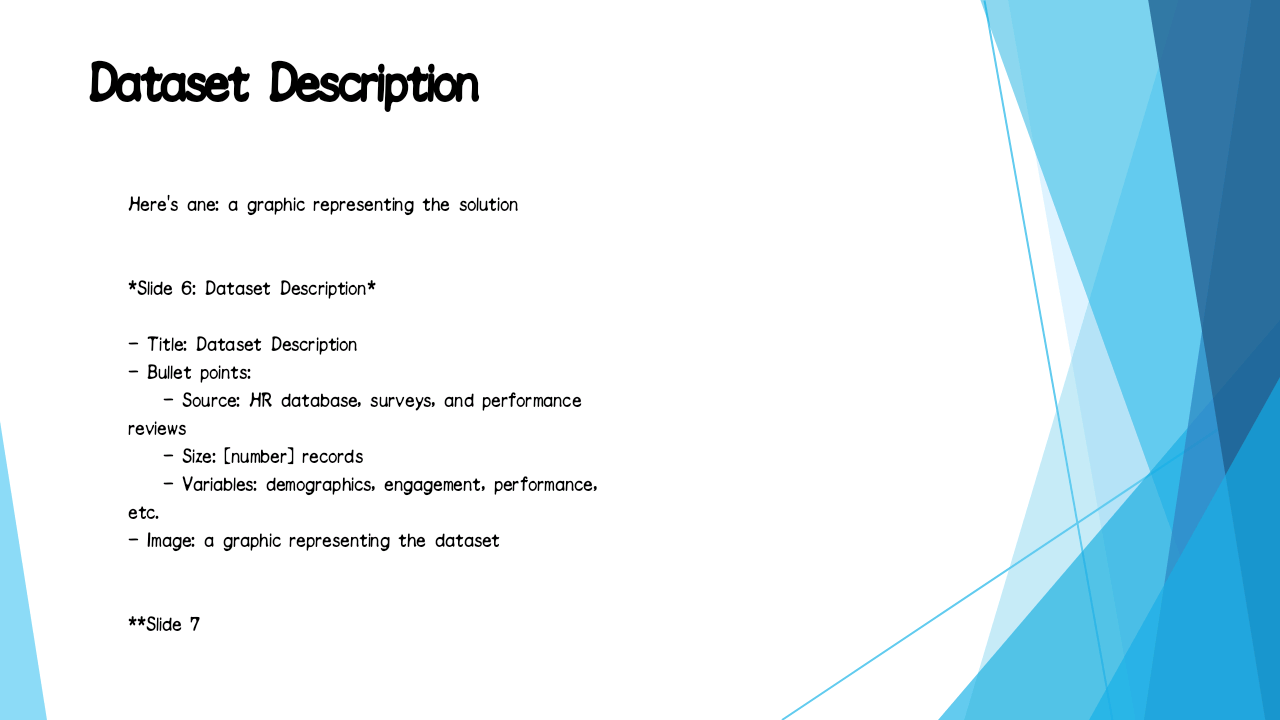 Dataset Description
Here's ane: a graphic representing the solution
*Slide 6: Dataset Description*
- Title: Dataset Description
- Bullet points:
- Source: HR database, surveys, and performance
reviews
- Size: [number] records
- Variables: demographics, engagement, performance,
etc.
- Image: a graphic representing the dataset
**Slide 7